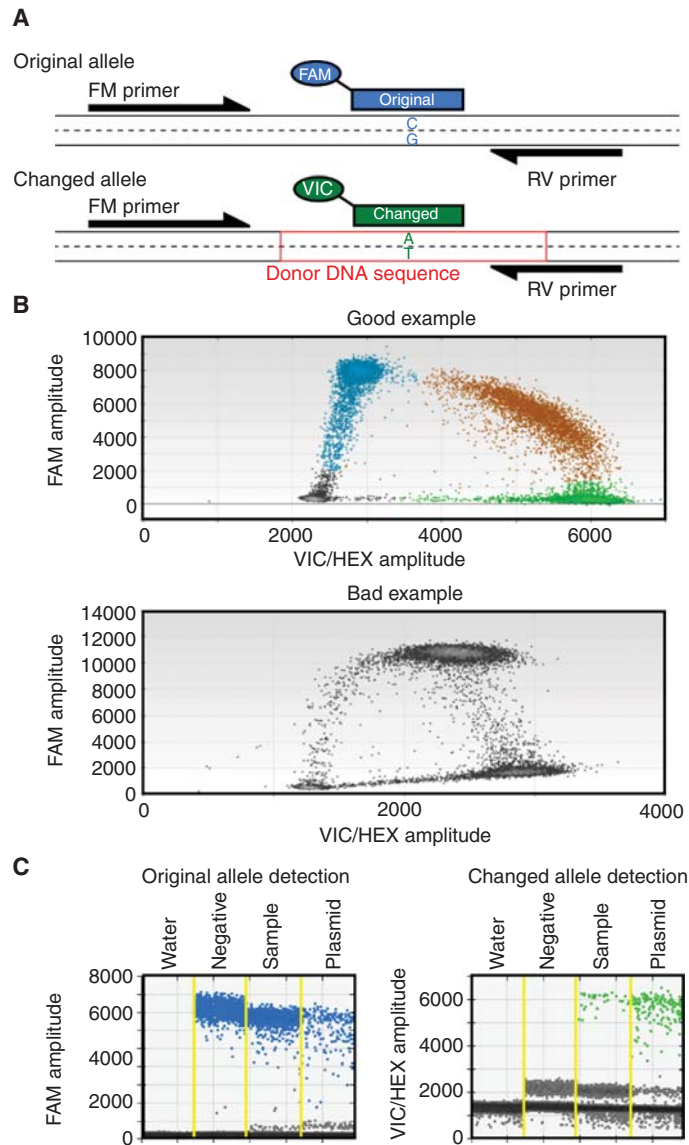 A
Original allele
FM primer
FAM
Original
C
G
RV primer
Changed allele
FM primer
VIC
Changed
A
T
Donor DNA sequence
RV primer
B
Good example
FAM amplitude
10000
8000
6000
4000
2000
0
0 2000 4000 6000
VIC/HEX amplitude
Bad example
FAM amplitude
14000
12000
10000
8000
6000
4000
2000
0
0 2000 4000
VIC/HEX amplitude
C
Original allele detection
Water Negative Sample Plasmid
FAM amplitude
8000
6000
4000
2000
0
Changed allele detection
Water Negative Sample Plasmid
VIC/HEX amplitude
6000
4000
2000
0